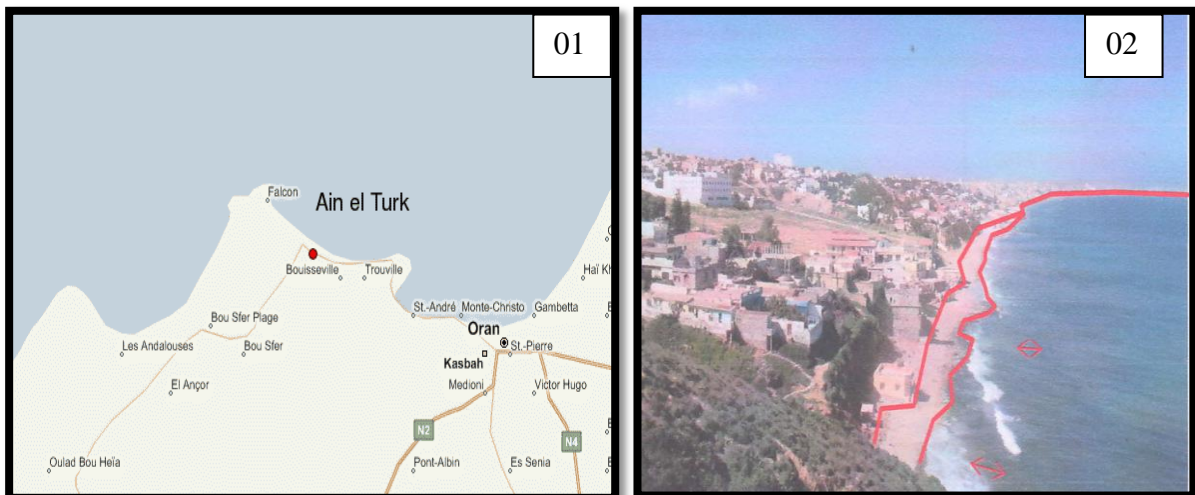 01
02
Falcon
Ain el Turk
Bouisseville
Trouville
St.-André
Monte-Christo
Gambetta
Bou Sfer Plage
Oran
St.-Pierre
Les Andalouses
Bou Sfer
Kasbah
El Ançor
Medioni
Victor Hugo
N2
N4
Oulad Bou Heïa
Pont-Albin
Es Senia